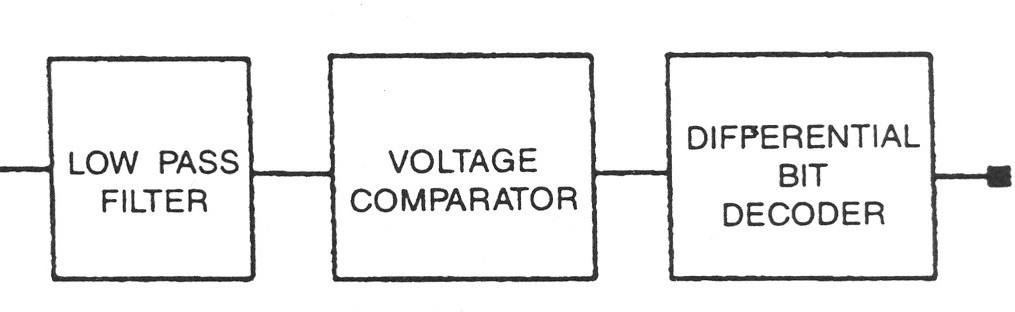 LOW PASS
FILTER
VOLTAGE
COMPARATOR
DIFFERENTIAL
BIT
DECODER